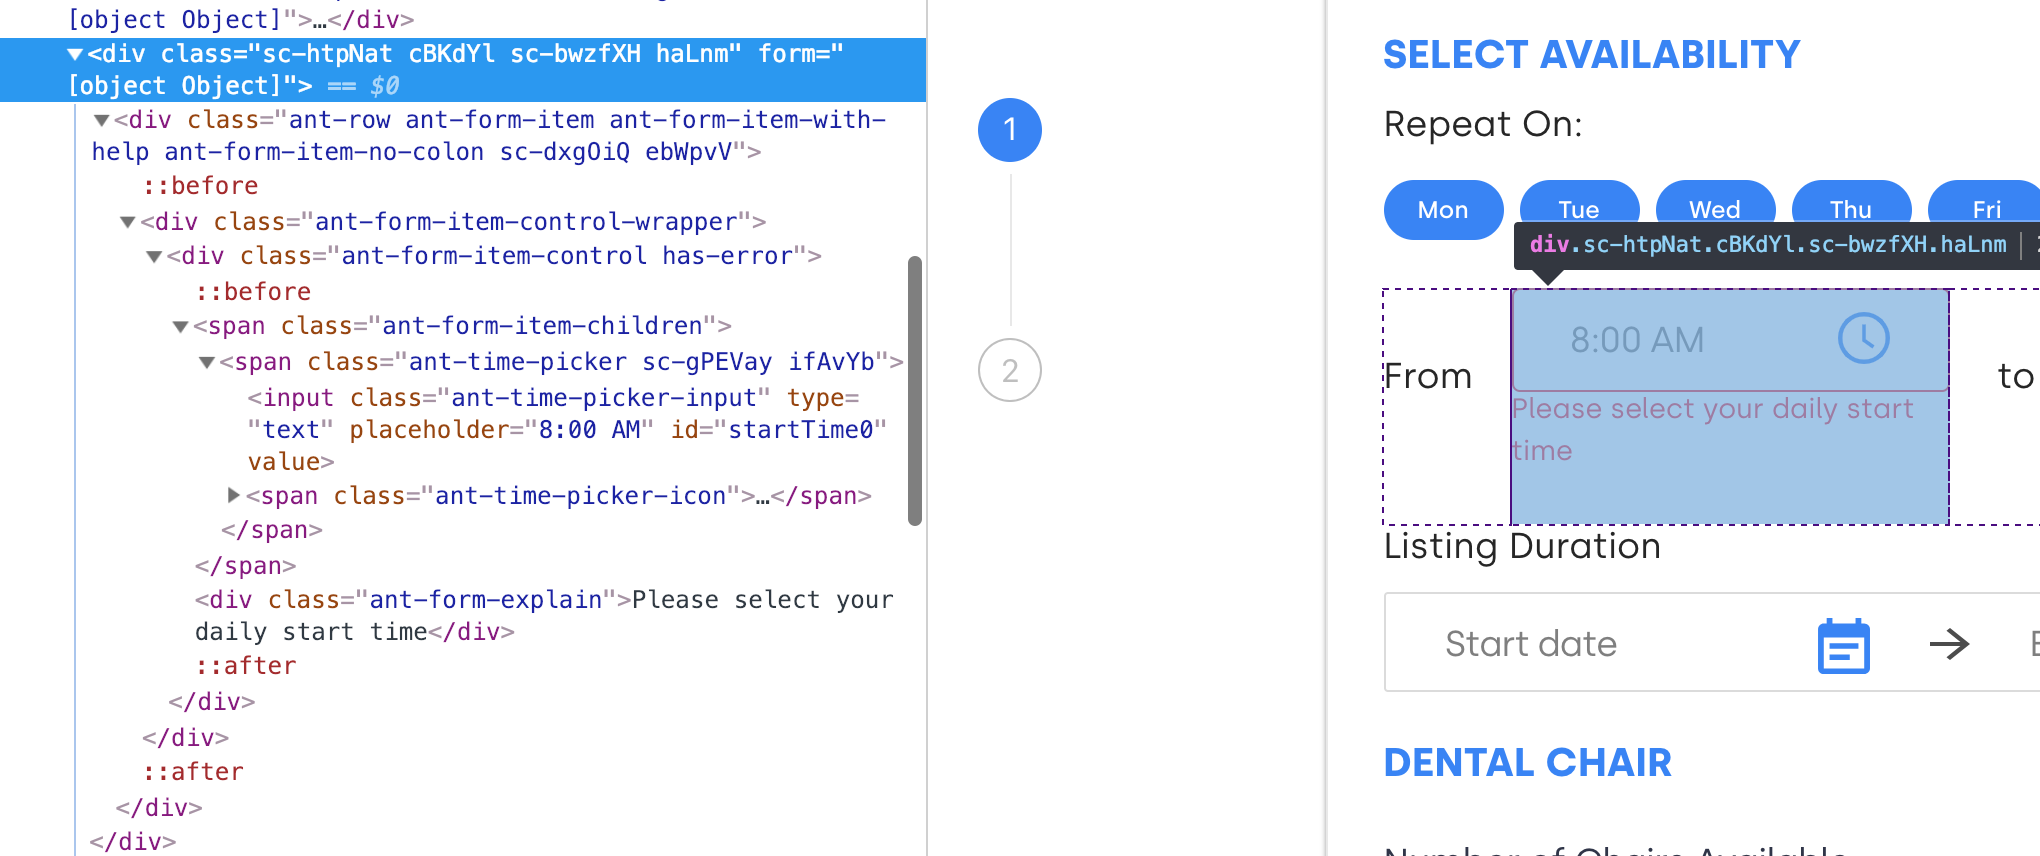 [object Object]">…</div>
▼<div class="sc-htpNat cBKdYl sc-bwzfXH haLnm" form="
[object Object]"> == $0
▼<div class="ant-row ant-form-item ant-form-item-with-
help ant-form-item-no-colon sc-dxgOiQ ebWpvV">
::before
▼<div class="ant-form-item-control-wrapper">
▼<div class="ant-form-item-control has-error">
::before
▼<span class="ant-form-item-children">
▼<span class="ant-time-picker sc-gPEVay ifAvYb">
<input class="ant-time-picker-input" type=
"text" placeholder="8:00 AM" id="startTime0"
value>
▶<span class="ant-time-picker-icon">…</span>
</span>
</span>
<div class="ant-form-explain">Please select your
daily start time</div>
::after
</div>
</div>
::after
</div>
</div>
1
2
SELECT AVAILABILITY
Repeat On:
Mon Tue Wed Thu Fri
div.sc-htpNat.cBKdYl.sc-bwzfXH.haLnm
From 8:00 AM to
Please select your daily start
time
Listing Duration
Start date →
DENTAL CHAIR
Number of Chairs Available